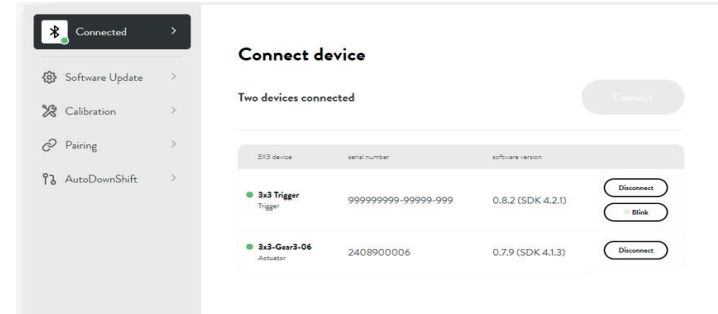 Connected
Software Update
Calibration
Pairing
AutoDownShift
Connect device
Two devices connected
Connect
3X3 device serial number software version
3x3 Trigger
Trigger
999999999-99999-999
0.8.2 (SDK 4.2.1)
Disconnect
Blink
3x3-Gear3-06
Actuator
2408900006
0.7.9 (SDK 4.1.3)
Disconnect